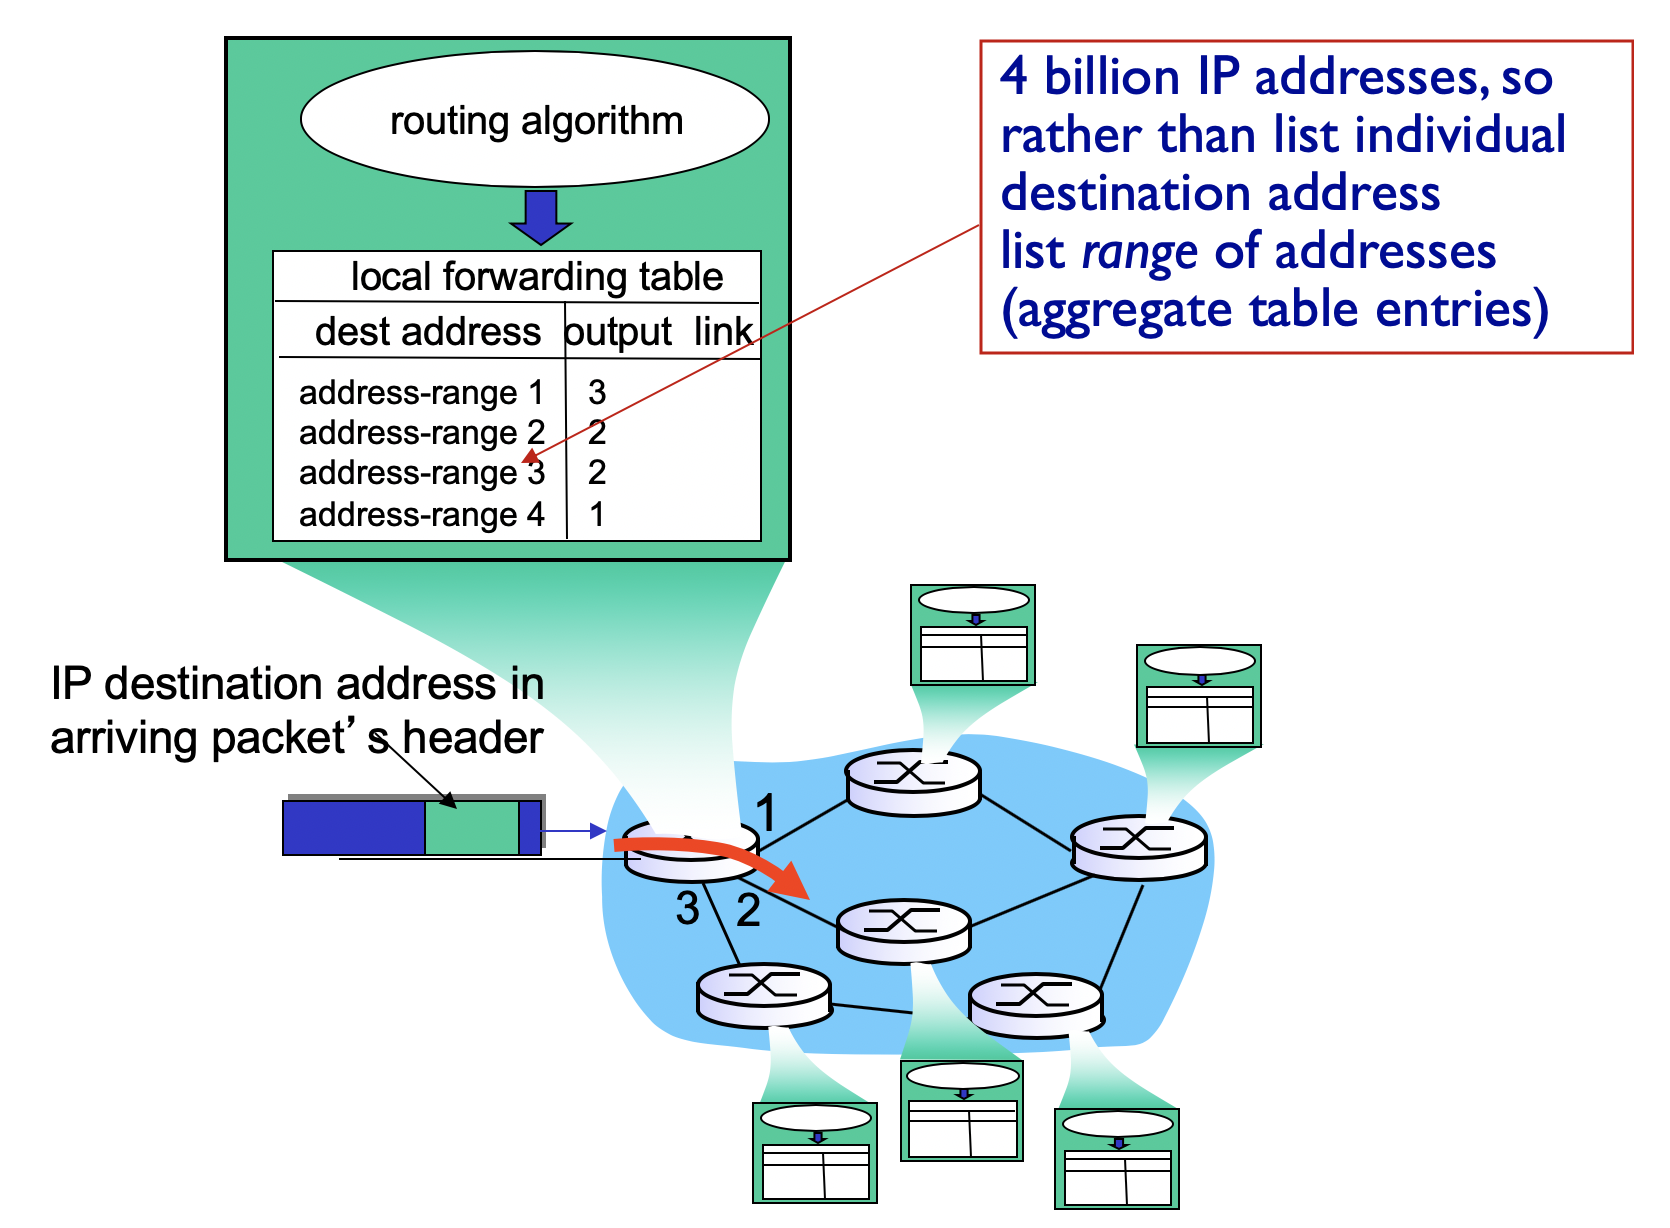 routing algorithm
local forwarding table
dest address output link
address-range 1 3
address-range 2 2
address-range 3 2
address-range 4 1
4 billion IP addresses, so
rather than list individual
destination address
list range of addresses
(aggregate table entries)
IP destination address in
arriving packet’s header
1
3 2